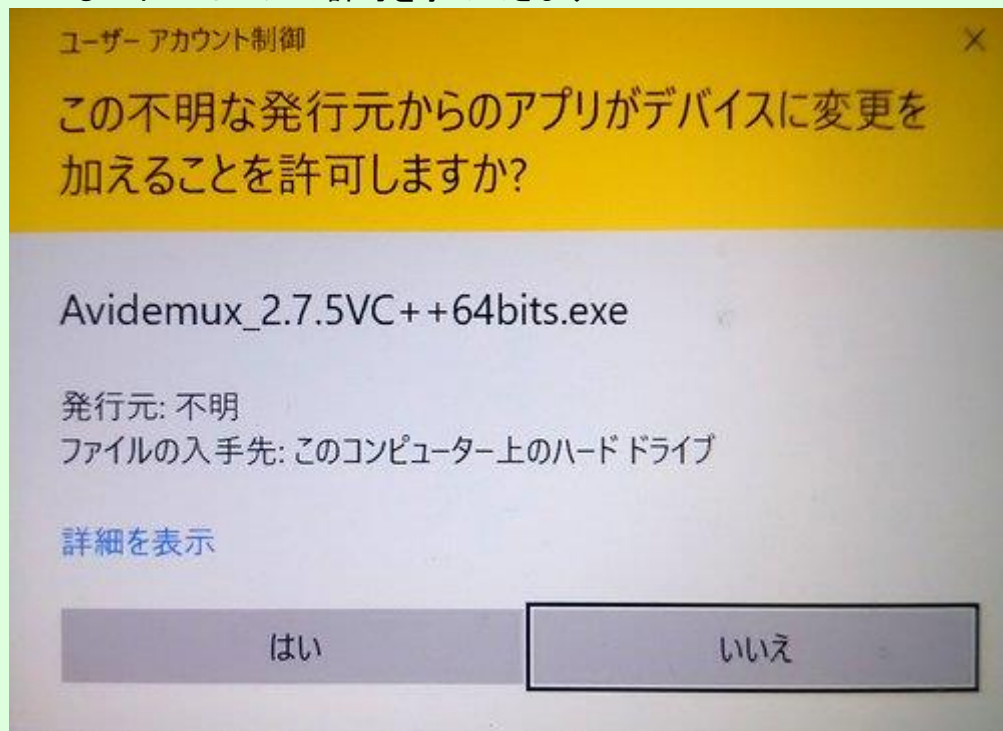 ユーザー アカウント制御
×
この不明な発行元からのアプリがデバイスに変更を
加えることを許可しますか?
Avidemux_2.7.5VC++64bits.exe
発行元: 不明
ファイルの入手先: このコンピューター上のハード ドライブ
詳細を表示
はい
いいえ